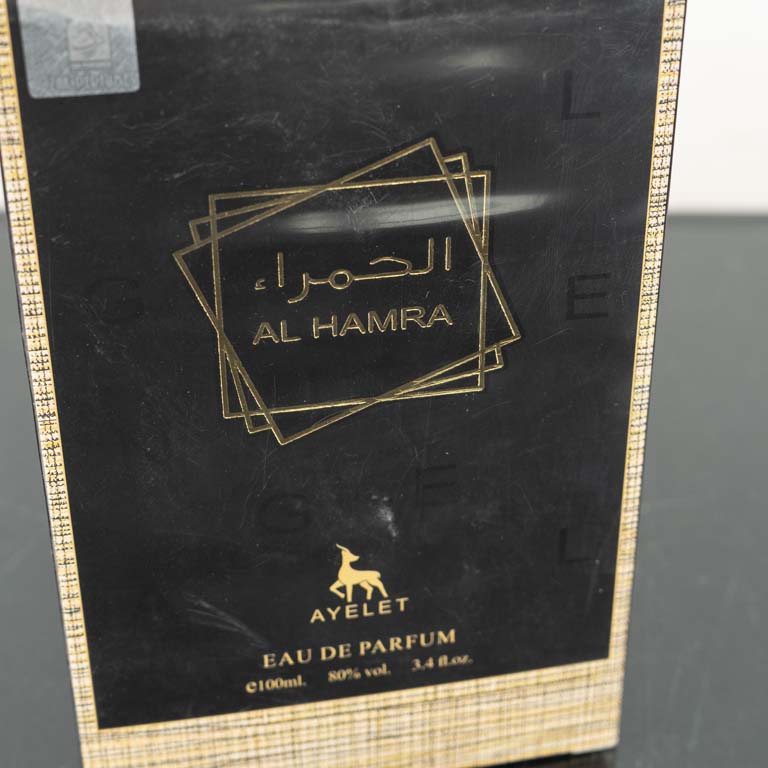 الحمراء
AL HAMRA
AYELET
EAU DE PARFUM
e100ml. 80% vol. 3.4 fl.oz.